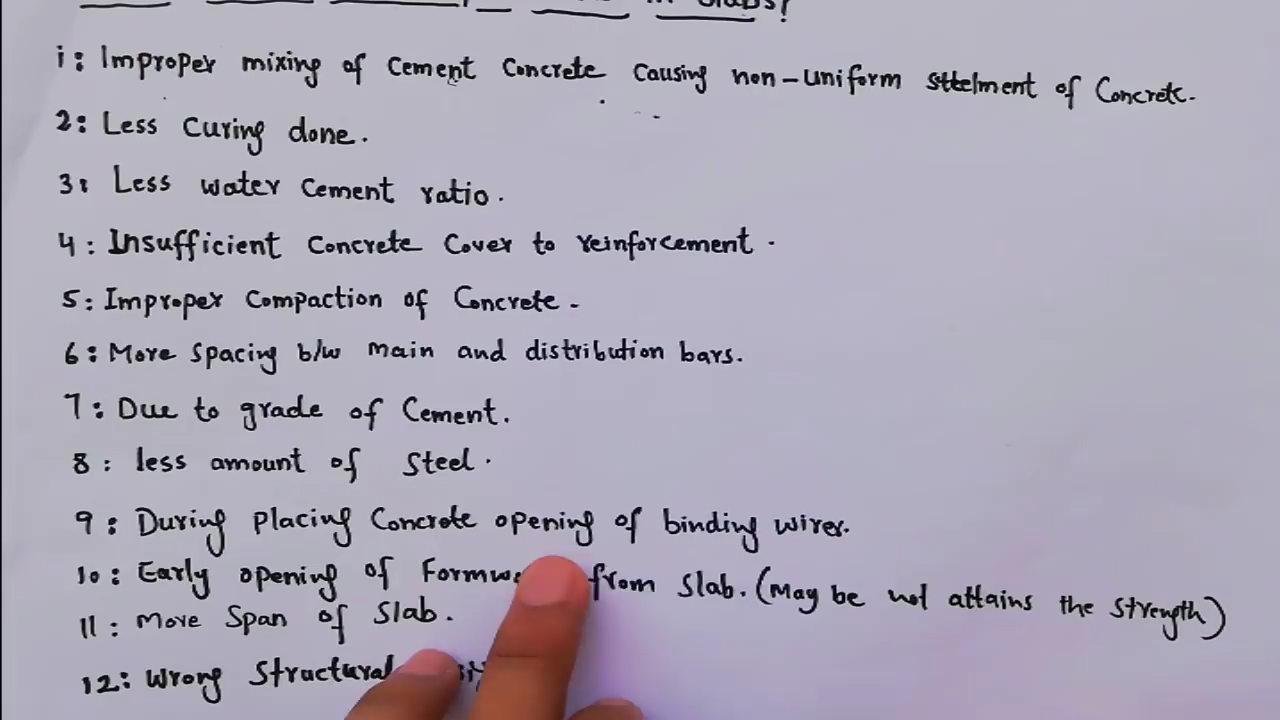 in slabs?
1: Improper mixing of Cement Concrete Causing non-uniform sttelment of Concrete.
2: Less Curing done.
3: Less water Cement ratio.
4: Insufficient Concrete Cover to reinforcement.
5: Improper Compaction of Concrete.
6: More spacing b/w main and distribution bars.
7: Due to grade of Cement.
8: less amount of Steel.
9: During placing Concrete opening of binding wires.
10: Early opening of from Slab. (May be not attains the strength)
11: More Span of Slab.
12: Wrong Structural